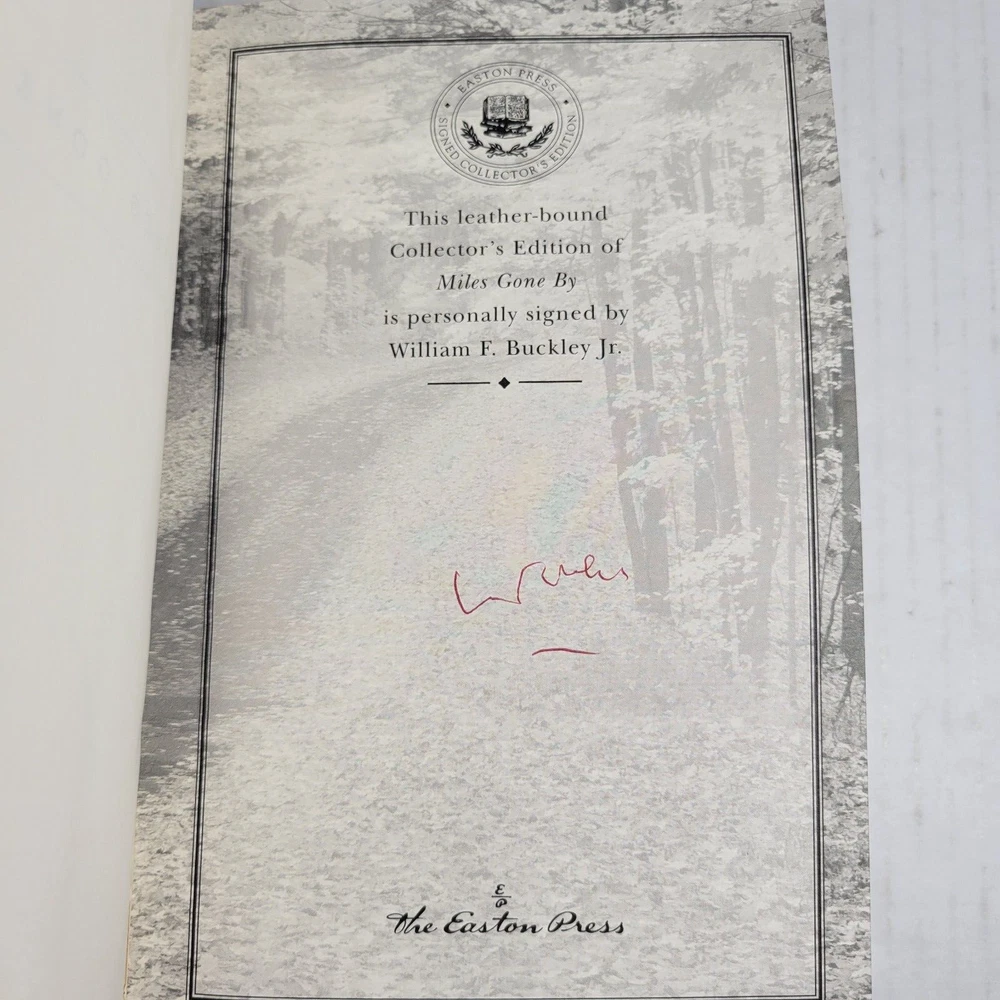 EASTON PRESS
SIGNED COLLECTOR'S EDITION
This leather-bound
Collector's Edition of
Miles Gone By
is personally signed by
William F. Buckley Jr.
E
P
The Easton Press